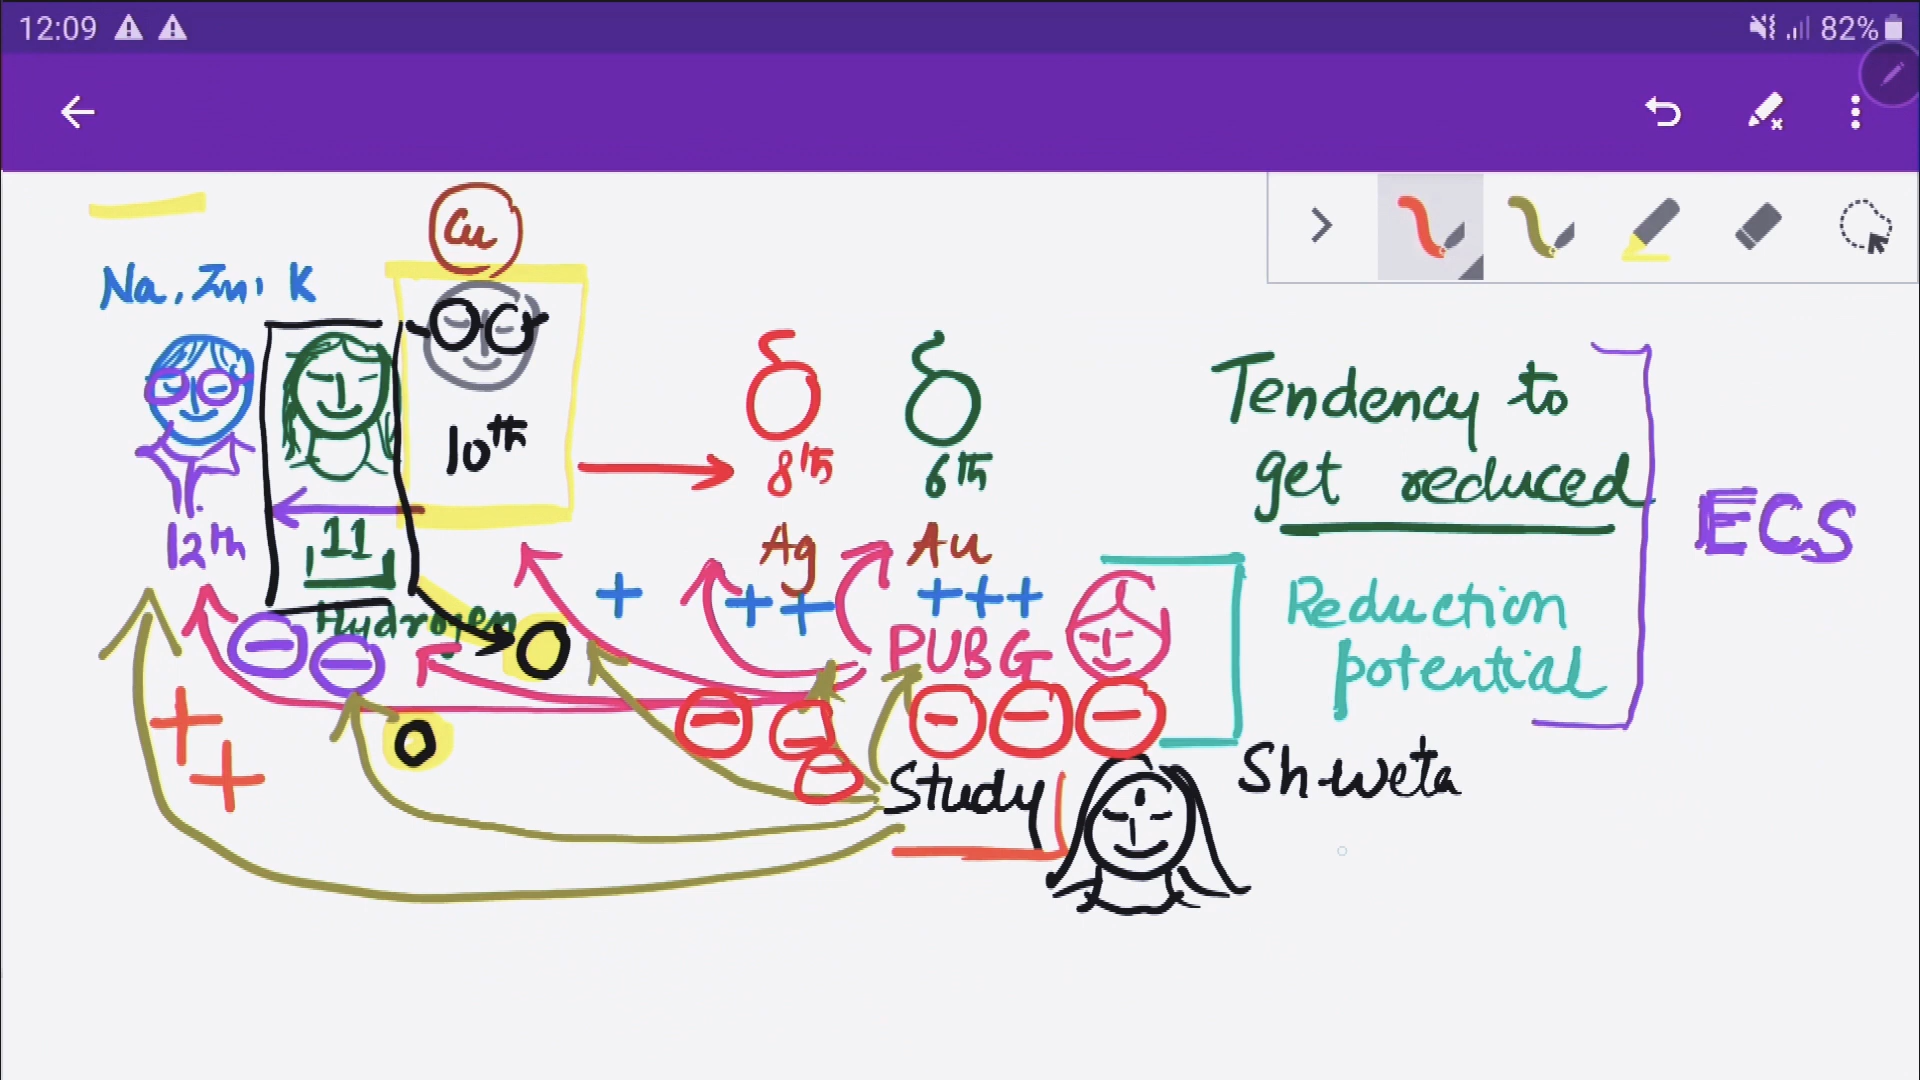 12:09
82%
Cu
Na, Zn, K
10th
8th
6th
12th
11
Ag
Au
Hydrogen
O
O
+
++
+++
PUBG
++
Study
Tendency to
get reduced
ECS
Reduction
potential
Shweta